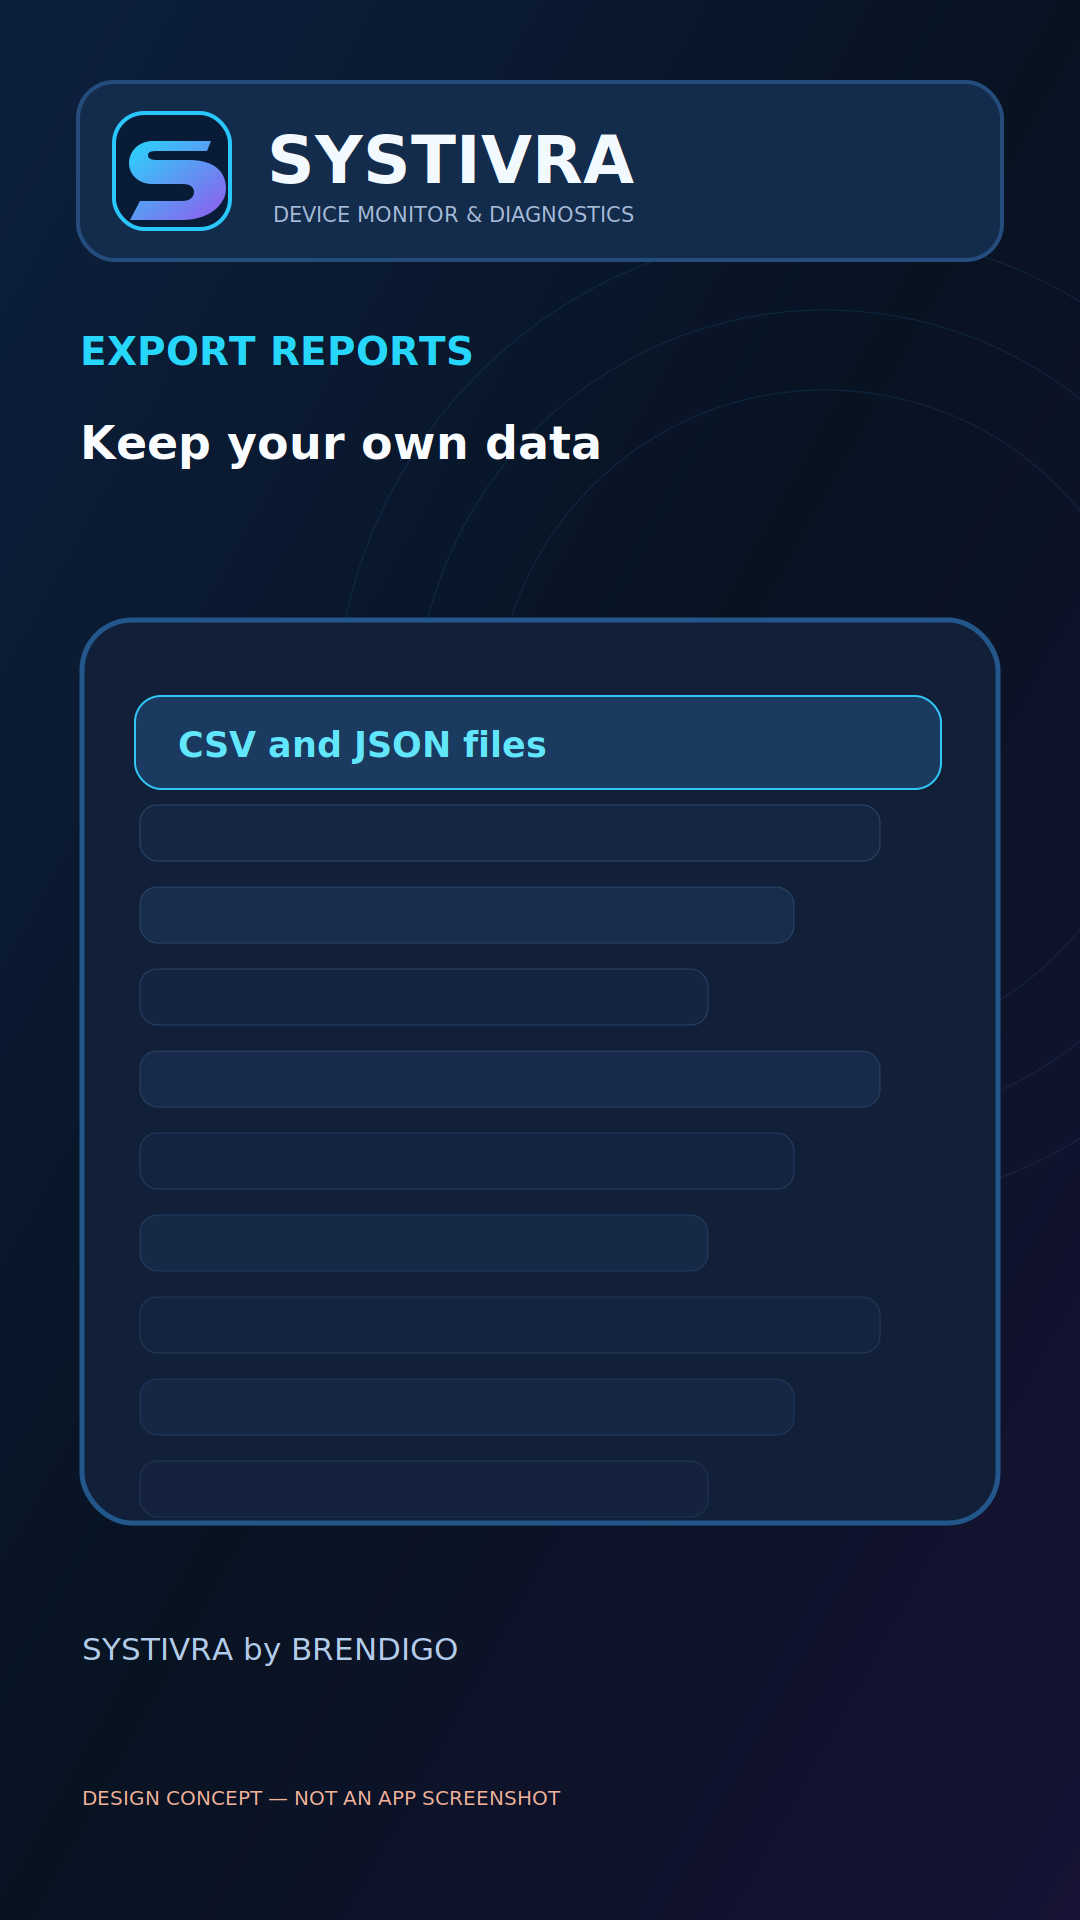 SYSTIVRA
DEVICE MONITOR & DIAGNOSTICS
EXPORT REPORTS
Keep your own data
CSV and JSON files
SYSTIVRA by BRENDIGO
DESIGN CONCEPT — NOT AN APP SCREENSHOT